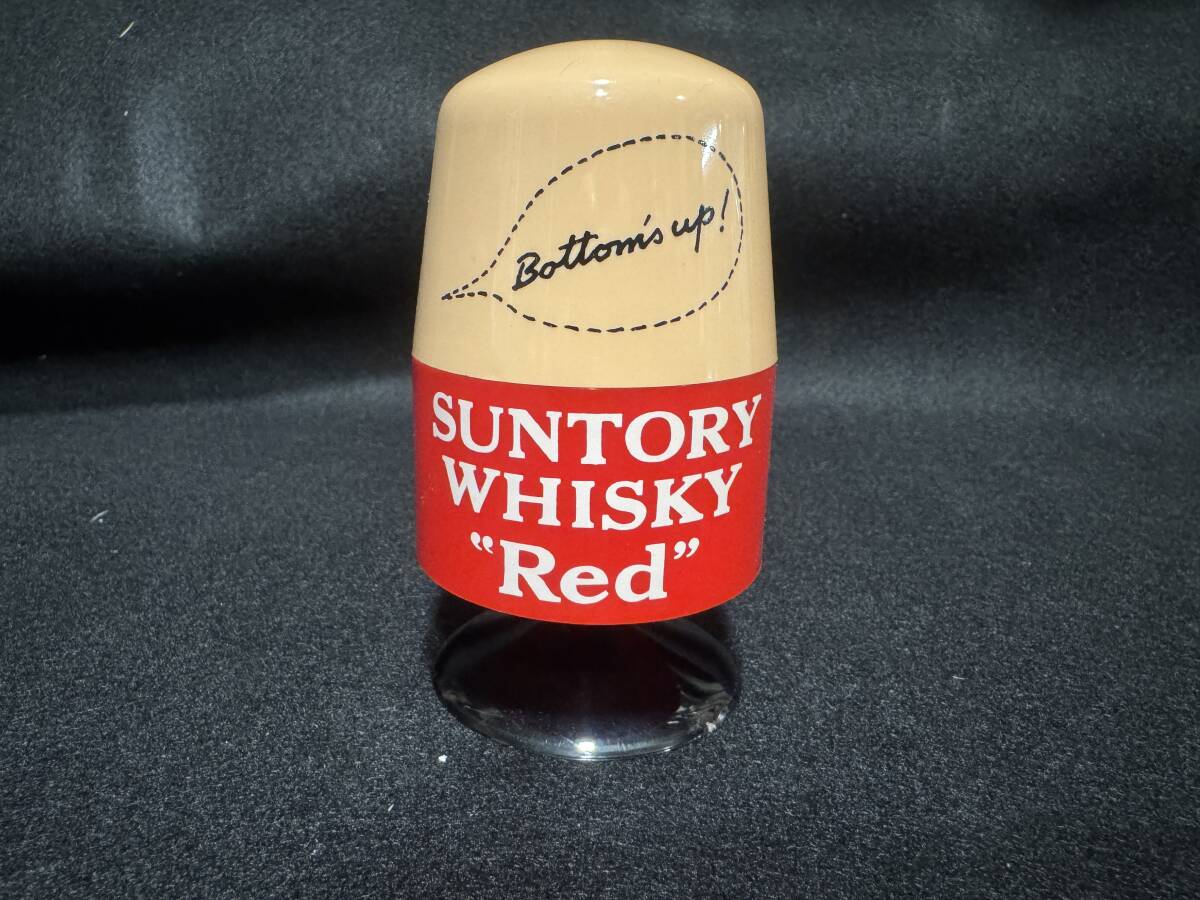 Bottom's up!
SUNTORY
WHISKY
“Red”